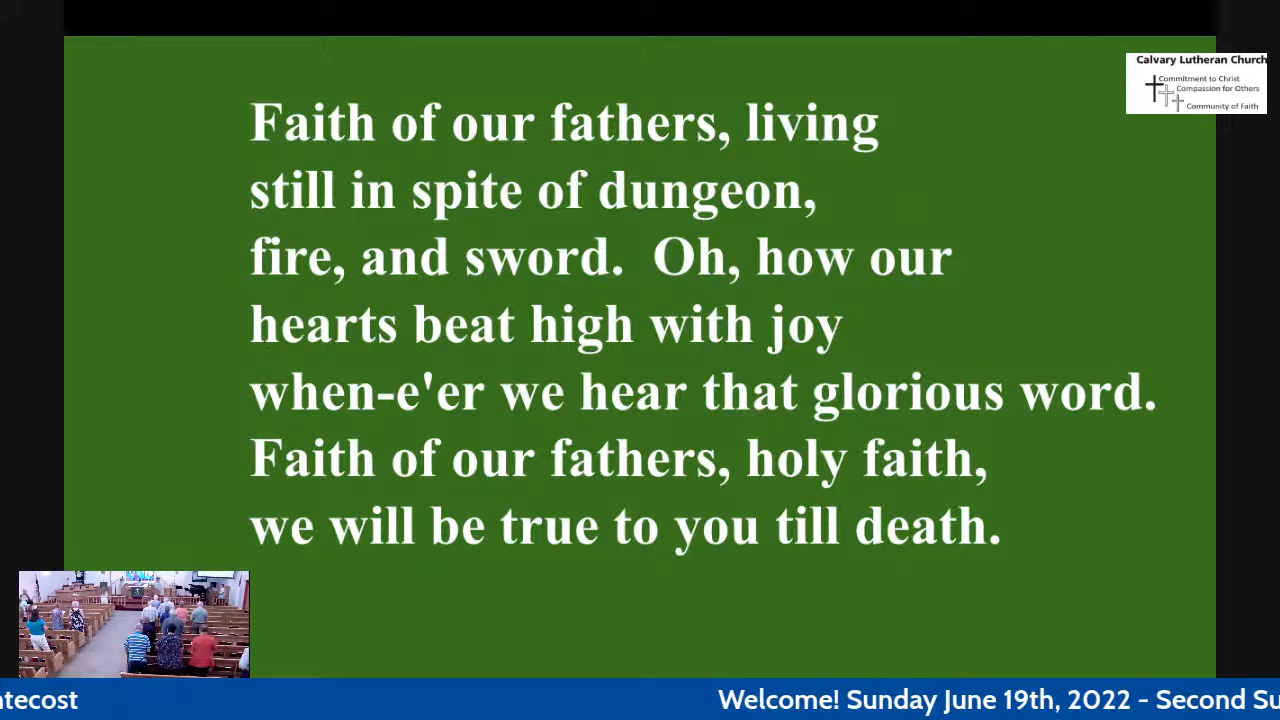 Calvary Lutheran Church
Commitment to Christ
Compassion for Others
Community of Faith
Faith of our fathers, living
still in spite of dungeon,
fire, and sword.  Oh, how our
hearts beat high with joy
when-e'er we hear that glorious word.
Faith of our fathers, holy faith,
we will be true to you till death.
ntecost
Welcome! Sunday June 19th, 2022 - Second Su